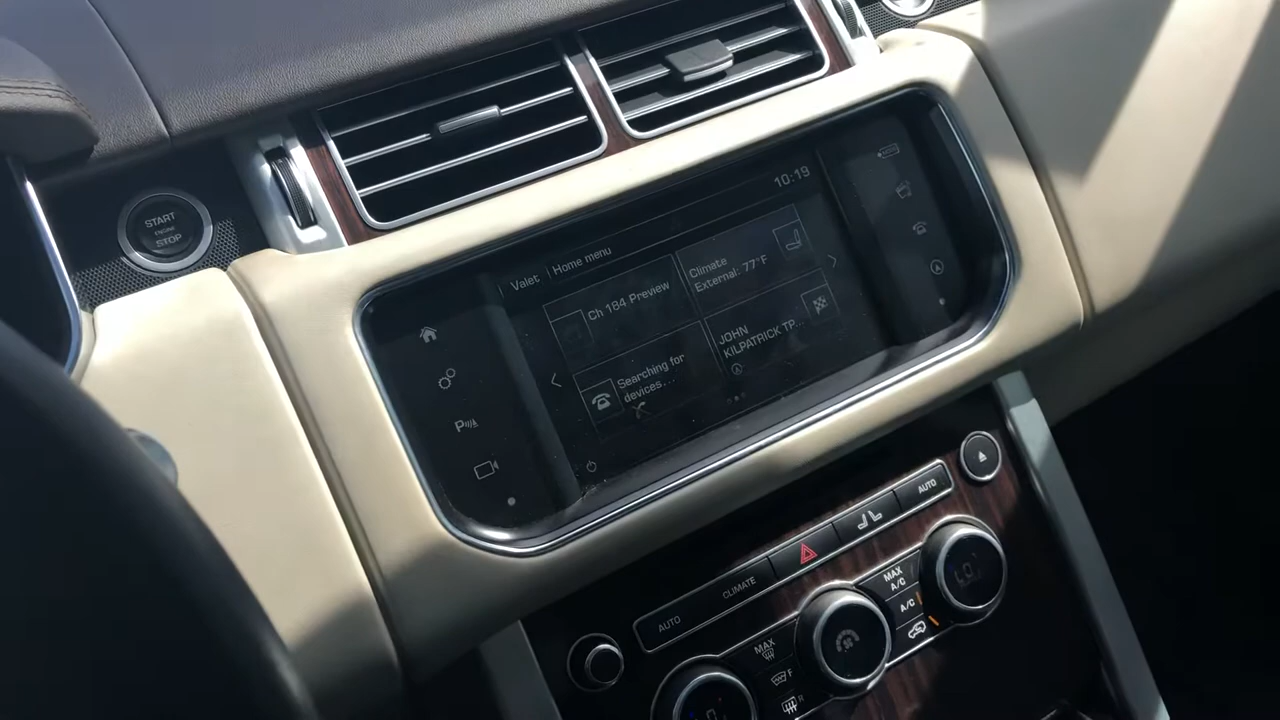 START
ENGINE
STOP
10:19
Valet
Home menu
Ch 184 Preview
Climate
External: 77°F
Searching for
devices...
JOHN
KILPATRICK TP...
P
AUTO
CLIMATE
AUTO
MAX
A/C
A/C
LO
MAX
F
R